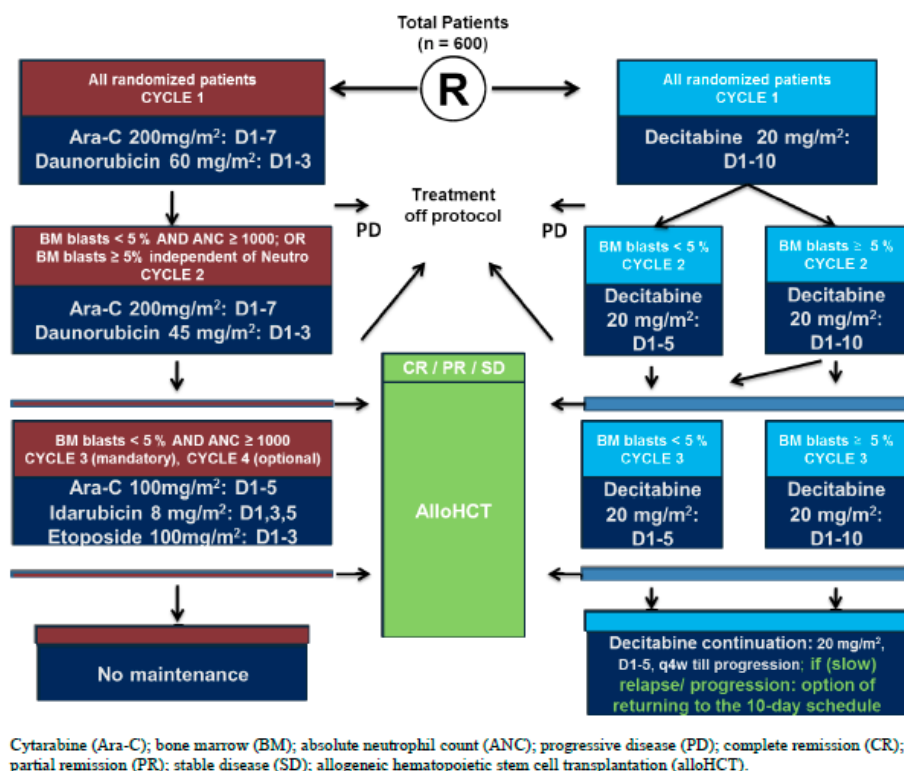 Total Patients
(n = 600)
R
All randomized patients
CYCLE 1
Ara-C 200mg/m²: D1-7
Daunorubicin 60 mg/m²: D1-3
All randomized patients
CYCLE 1
Decitabine 20 mg/m²:
D1-10
Treatment
off protocol
PD
PD
BM blasts < 5 % AND ANC ≥ 1000; OR
BM blasts ≥ 5% independent of Neutro
CYCLE 2
Ara-C 200mg/m²: D1-7
Daunorubicin 45 mg/m²: D1-3
BM blasts < 5 %
CYCLE 2
Decitabine
20 mg/m²:
D1-5
BM blasts ≥ 5 %
CYCLE 2
Decitabine
20 mg/m²:
D1-10
CR / PR / SD
AlloHCT
BM blasts < 5 % AND ANC ≥ 1000
CYCLE 3 (mandatory), CYCLE 4 (optional)
Ara-C 100mg/m²: D1-5
Idarubicin 8 mg/m²: D1,3,5
Etoposide 100mg/m²: D1-3
BM blasts < 5 %
CYCLE 3
Decitabine
20 mg/m²:
D1-5
BM blasts ≥ 5 %
CYCLE 3
Decitabine
20 mg/m²:
D1-10
No maintenance
Decitabine continuation: 20 mg/m²,
D1-5, q4w till progression; if (slow)
relapse/ progression: option of
returning to the 10-day schedule
Cytarabine (Ara-C); bone marrow (BM); absolute neutrophil count (ANC); progressive disease (PD); complete remission (CR);
partial remission (PR); stable disease (SD); allogeneic hematopoietic stem cell transplantation (alloHCT).